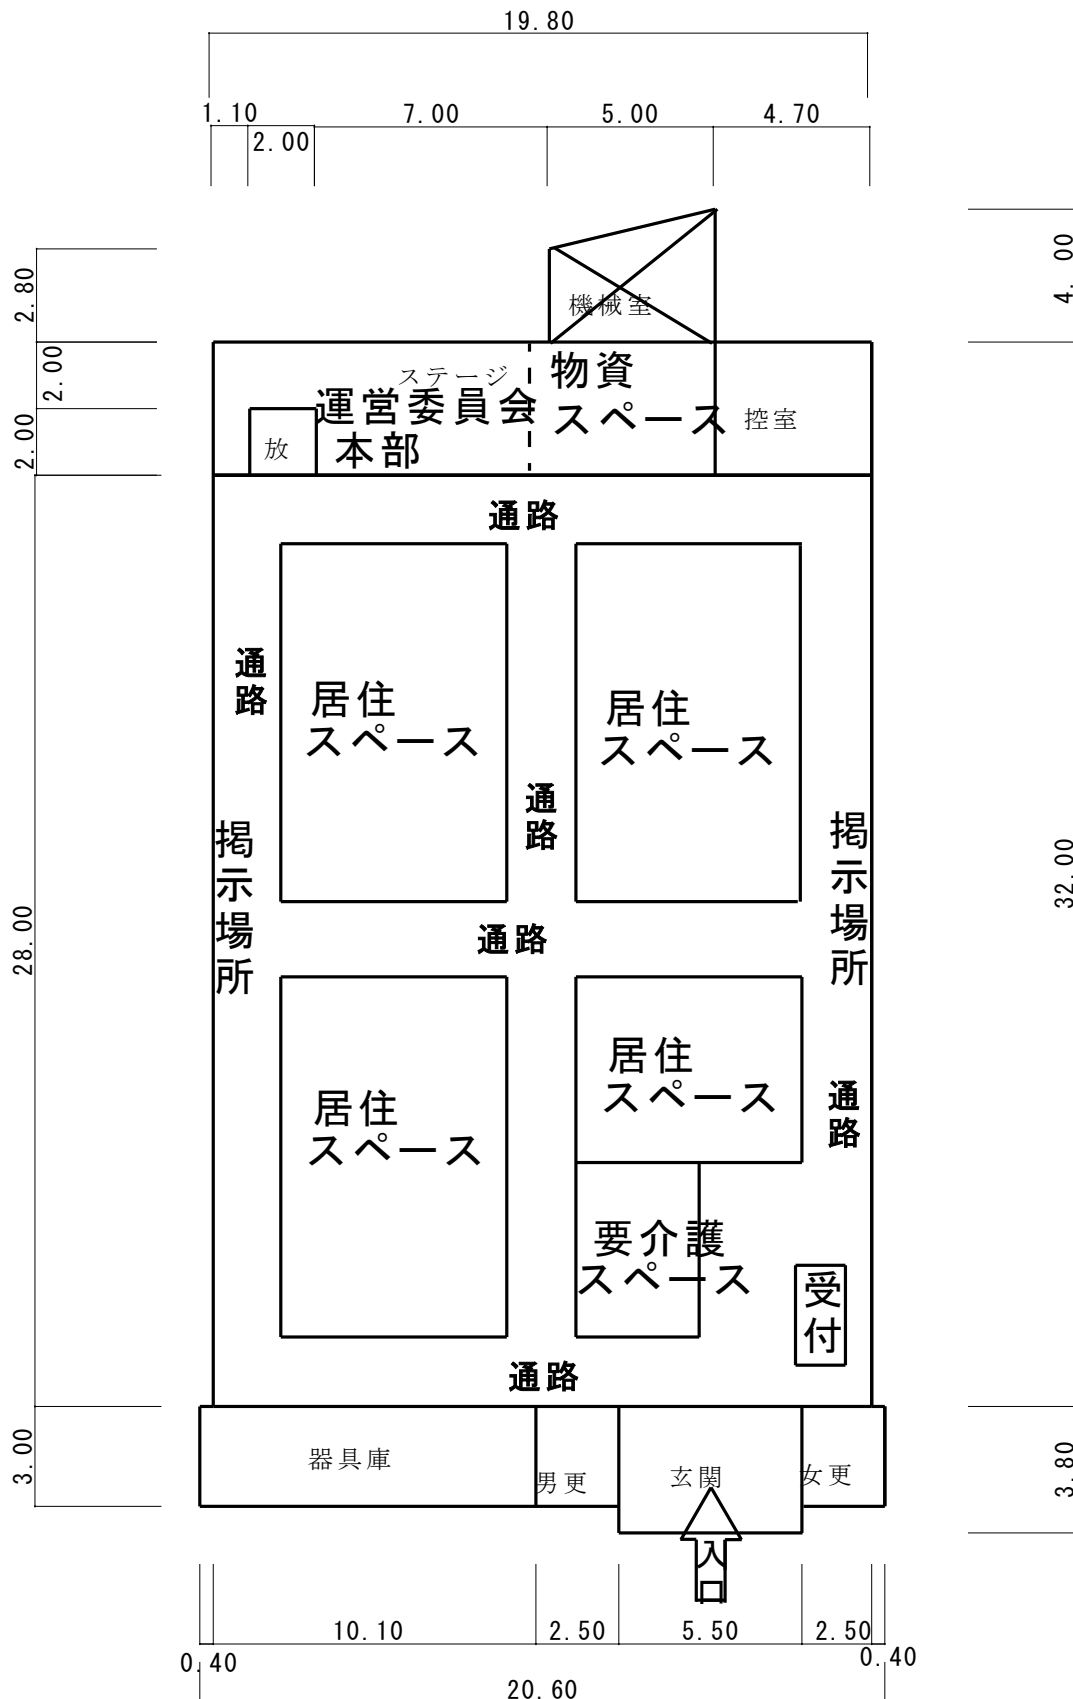 19.80
1.10
7.00
5.00
4.70
2.00
4. 00
2.80
機械室
2.00
ステージ
物資
スペース
運営委員会
本部
控室
放
2.00
通路
通路
居住
スペース
居住
スペース
通路
掲示場所
掲示場所
32.00
28.00
通路
居住
スペース
居住
スペース
通路
要介護
スペース
受付
通路
3.00
器具庫
男更
玄関
女更
3.80
入口
10.10
2.50
5.50
2.50
0.40
0.40
20.60